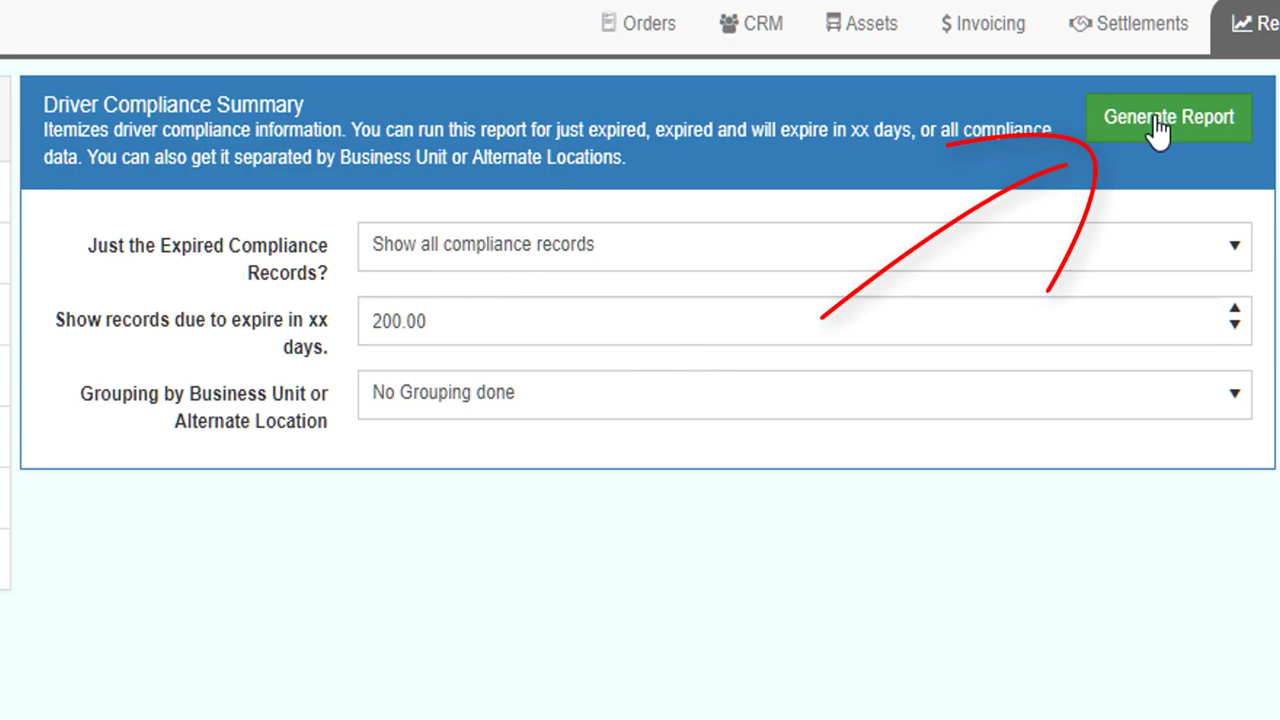 Orders CRM Assets $ Invoicing Settlements Re
Driver Compliance Summary
Generate Report
Itemizes driver compliance information. You can run this report for just expired, expired and will expire in xx days, or all compliance
data. You can also get it separated by Business Unit or Alternate Locations.
Just the Expired Compliance
Records?
Show all compliance records
Show records due to expire in xx
days.
200.00
Grouping by Business Unit or
Alternate Location
No Grouping done